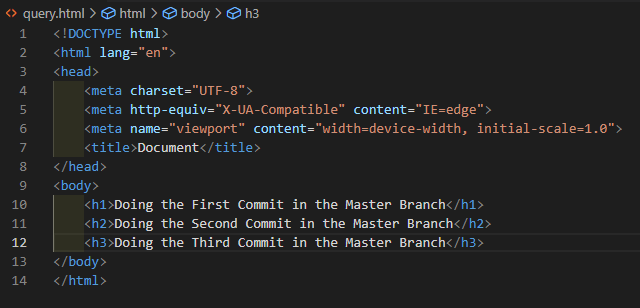 query.html > html > body > h3
1 <!DOCTYPE html>
2 <html lang="en">
3 <head>
4     <meta charset="UTF-8">
5     <meta http-equiv="X-UA-Compatible" content="IE=edge">
6     <meta name="viewport" content="width=device-width, initial-scale=1.0">
7     <title>Document</title>
8 </head>
9 <body>
10     <h1>Doing the First Commit in the Master Branch</h1>
11     <h2>Doing the Second Commit in the Master Branch</h2>
12     <h3>Doing the Third Commit in the Master Branch</h3>
13 </body>
14 </html>